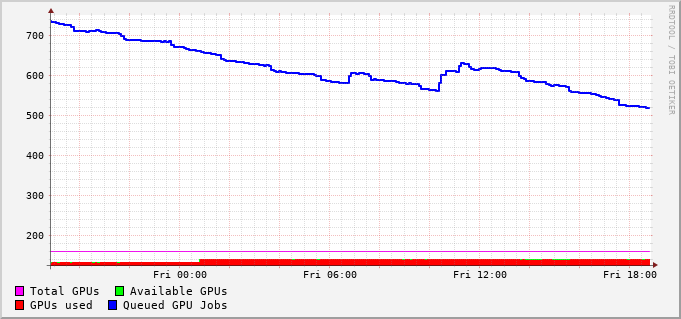 RRDTOOL / TOBI OETIKER
700
600
500
400
300
200
Fri 00:00 Fri 06:00 Fri 12:00 Fri 18:00
Total GPUs Available GPUs
GPUs used Queued GPU Jobs